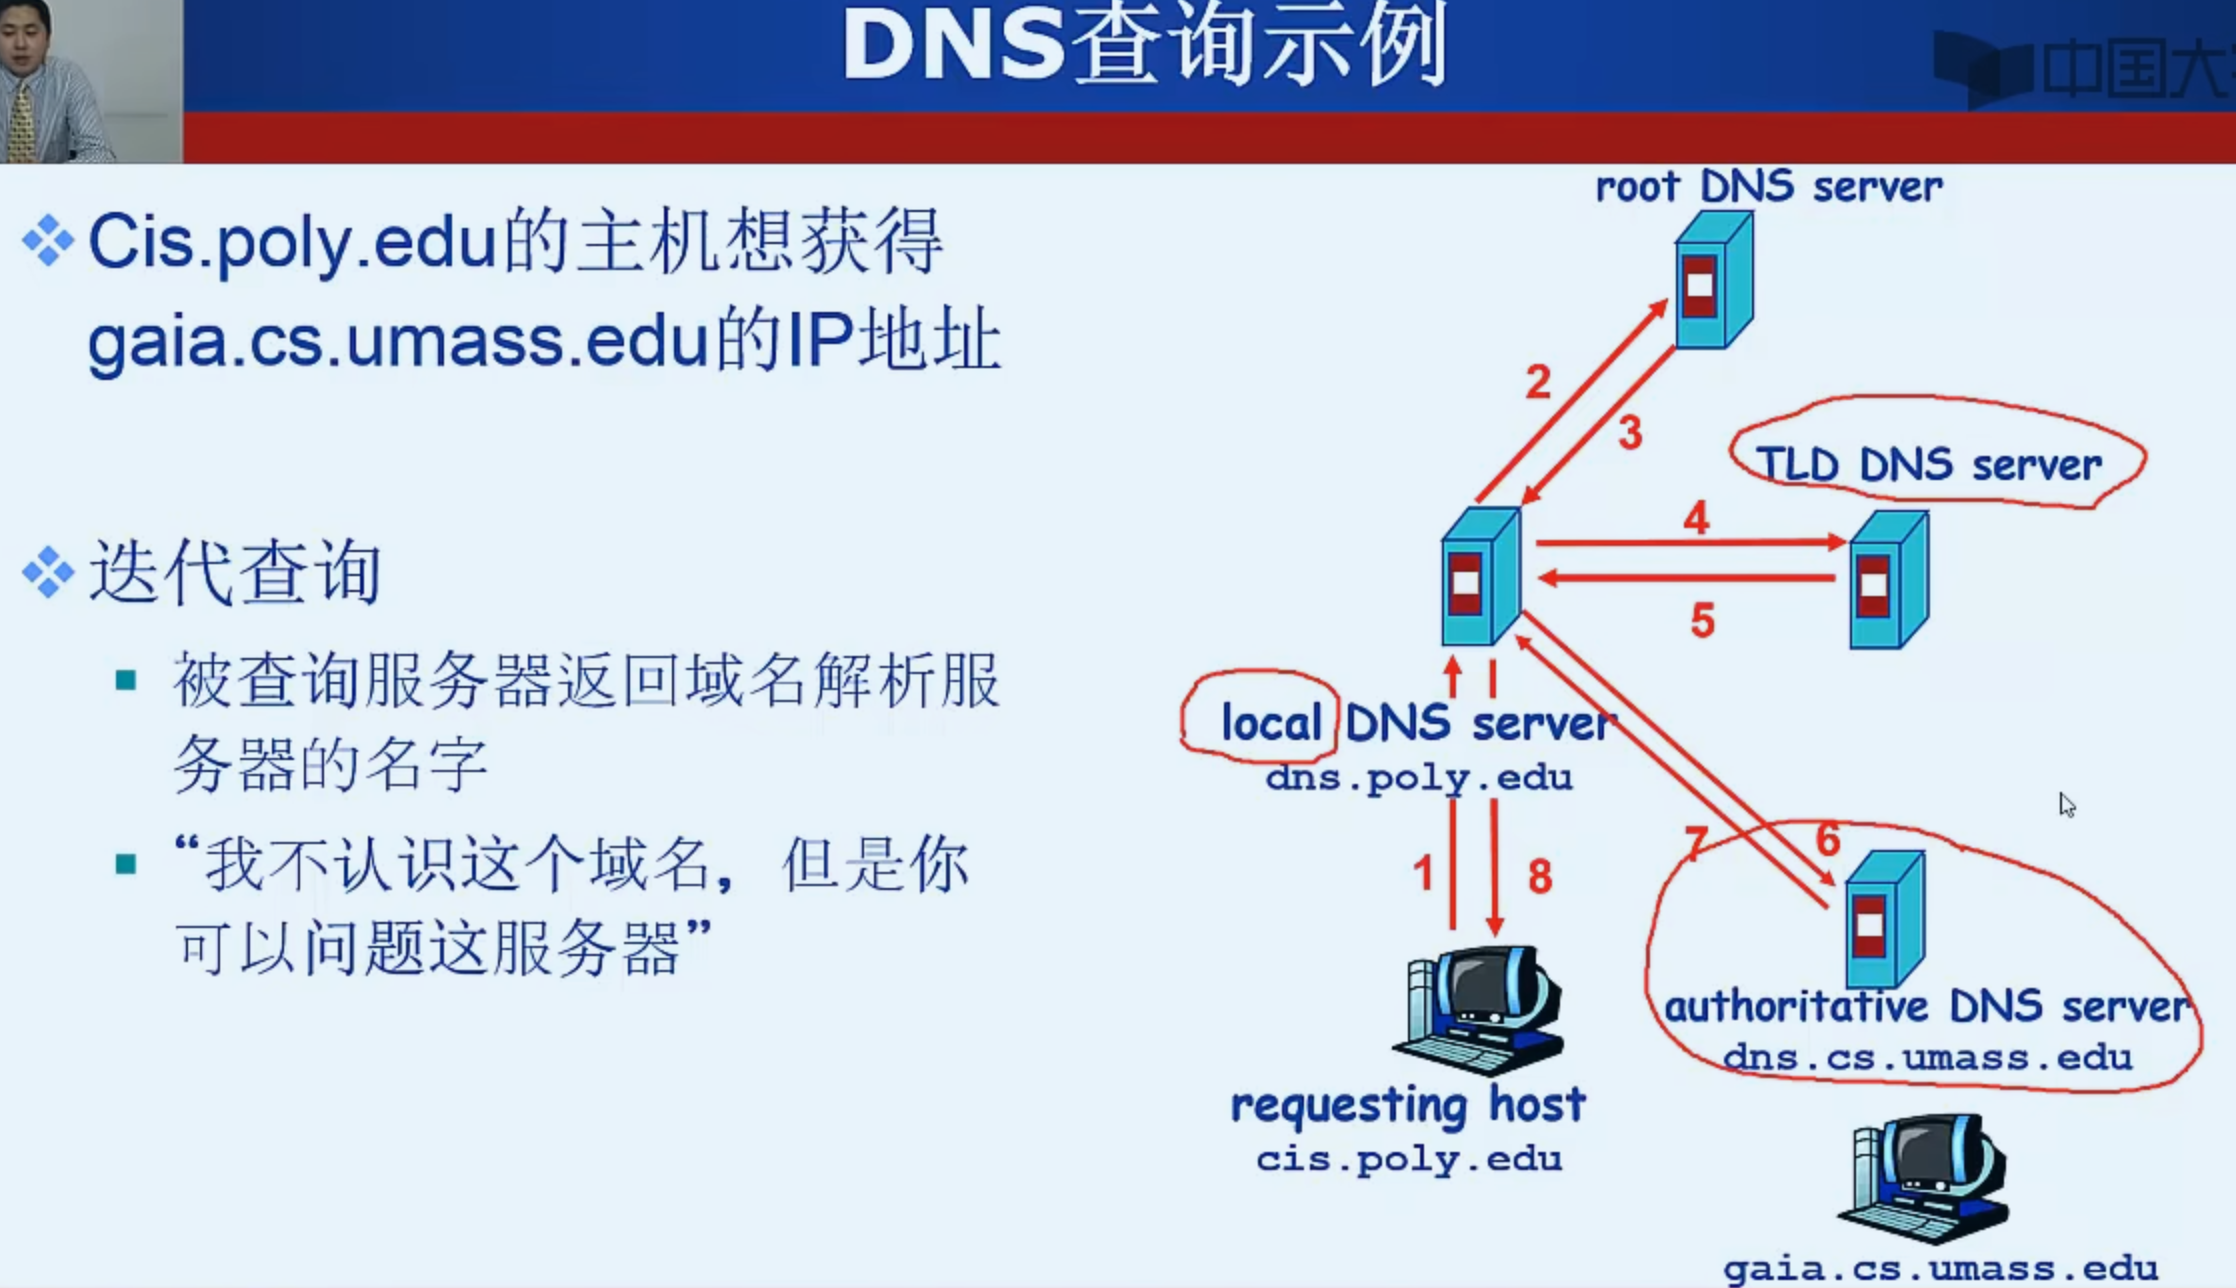 DNS查询示例
中国大
Cis.poly.edu的主机想获得
gaia.cs.umass.edu的IP地址
迭代查询
被查询服务器返回域名解析服
务器的名字
“我不认识这个域名，但是你
可以问题这服务器”
root DNS server
2
3
TLD DNS server
4
5
local DNS server
dns.poly.edu
7
6
1
8
authoritative DNS server
dns.cs.umass.edu
requesting host
cis.poly.edu
gaia.cs.umass.edu